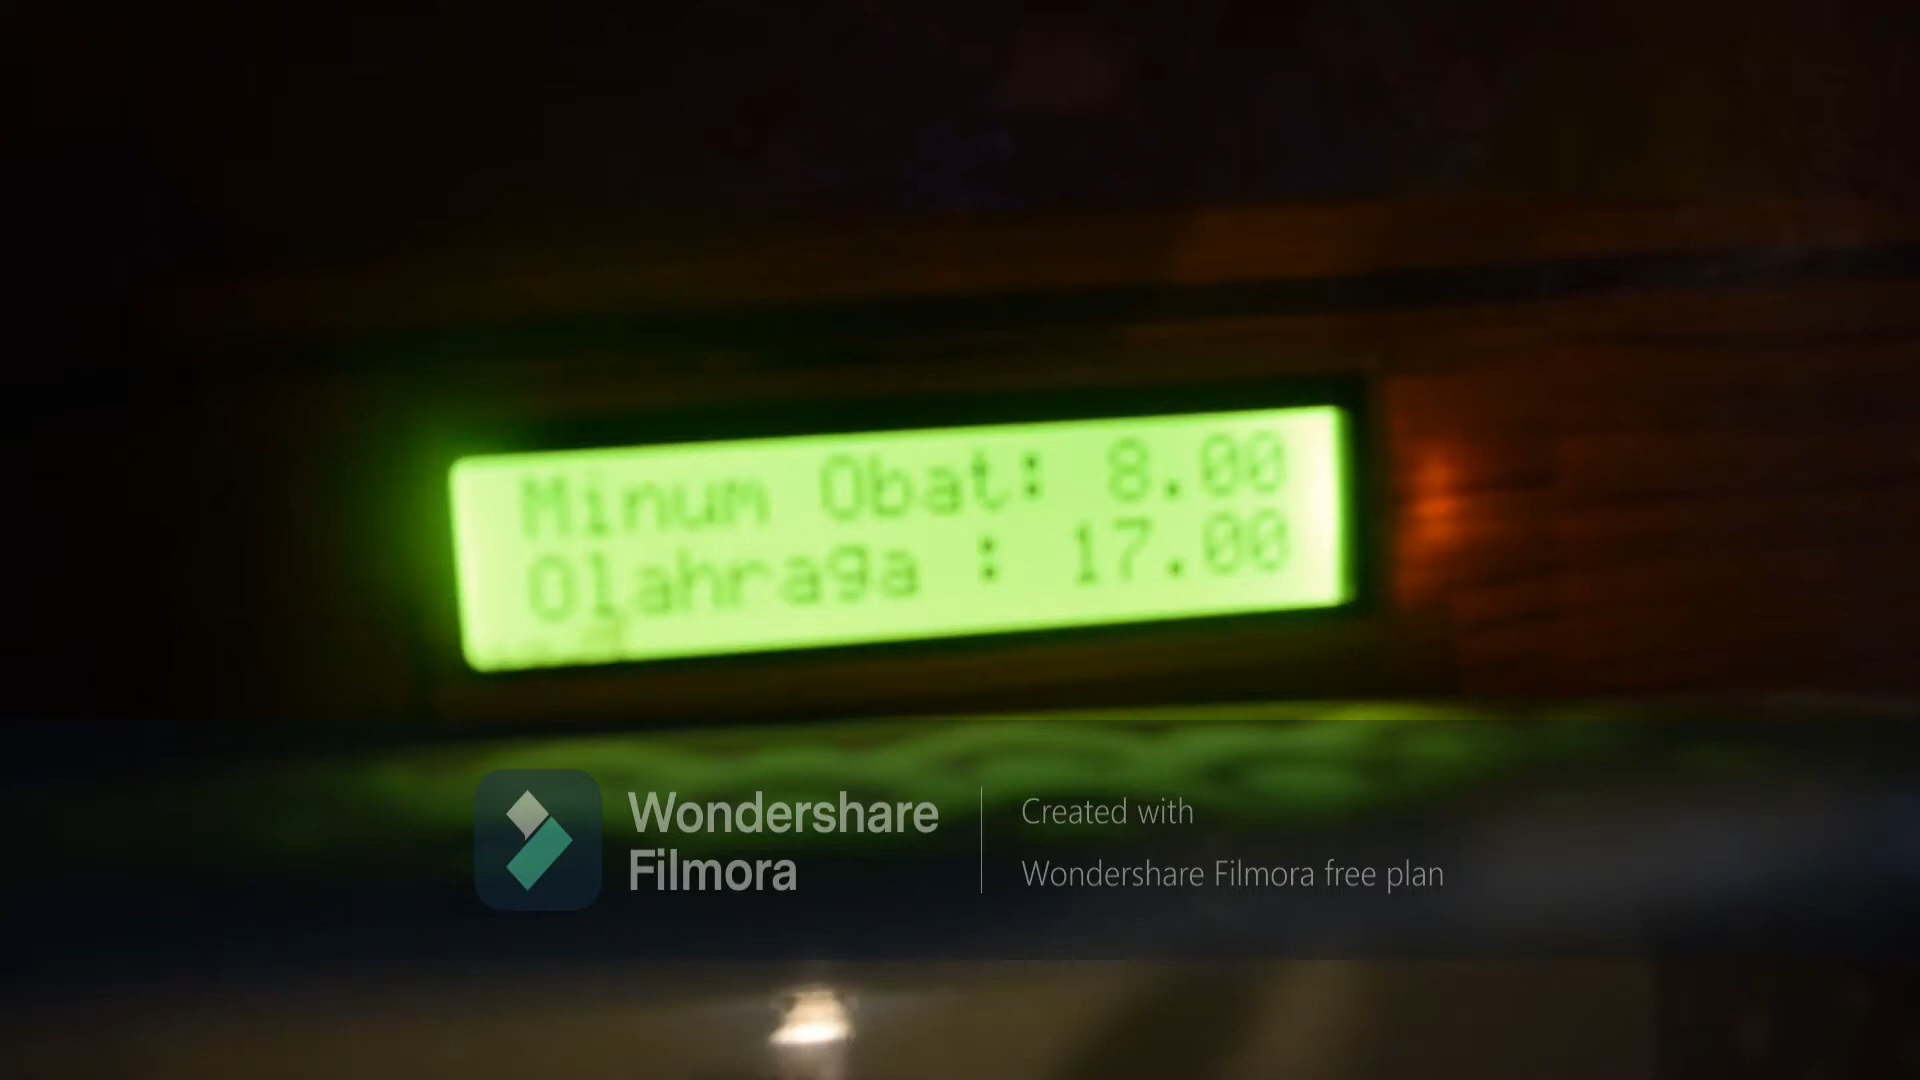 Minum Obat: 8.00
Olahraga : 17.00
Wondershare
Filmora
Created with
Wondershare Filmora free plan